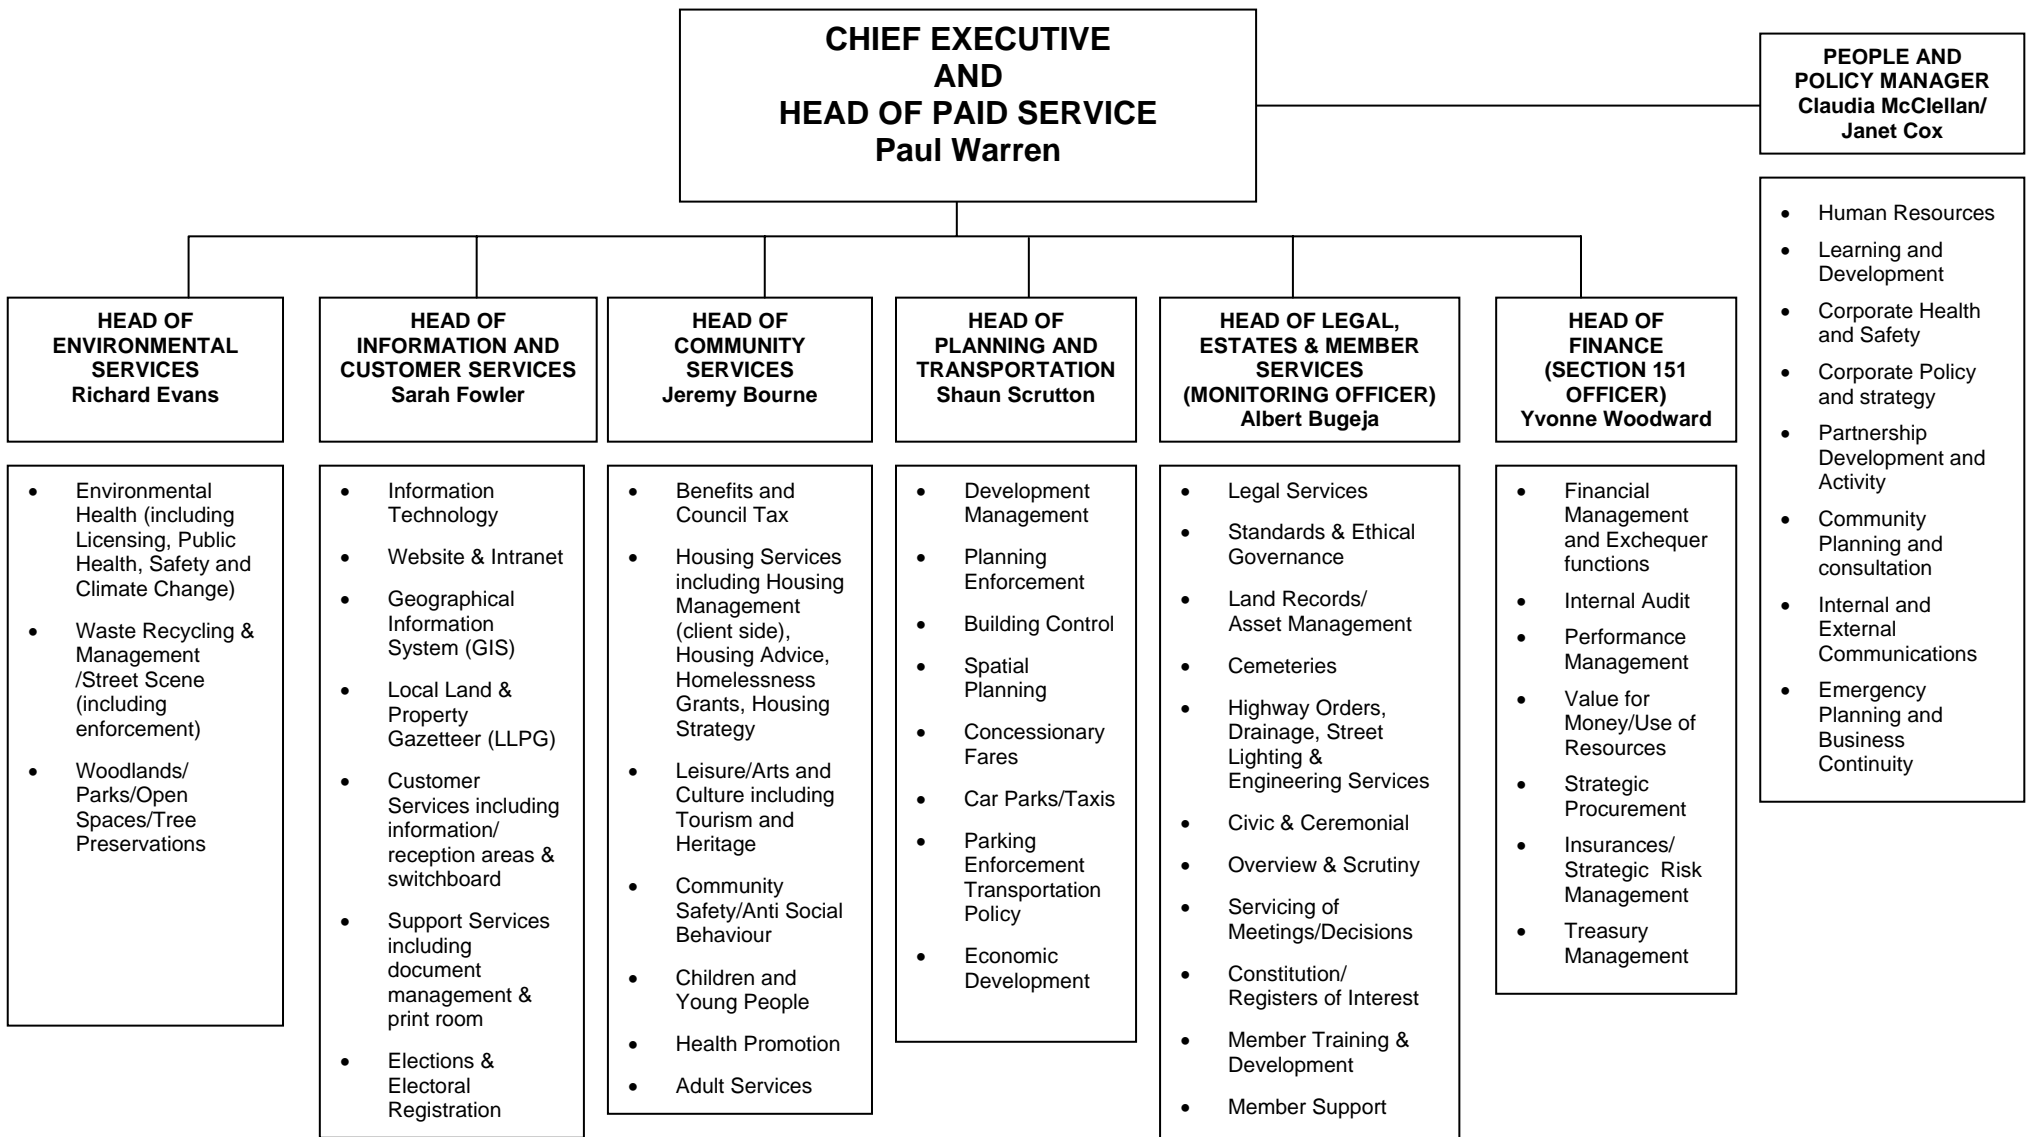 CHIEF EXECUTIVE
AND
HEAD OF PAID SERVICE
Paul Warren
PEOPLE AND
POLICY MANAGER
Claudia McClellan/
Janet Cox
• Human Resources
• Learning and
Development
• Corporate Health
and Safety
• Corporate Policy
and strategy
• Partnership
Development and
Activity
• Community
Planning and
consultation
• Internal and
External
Communications
• Emergency
Planning and
Business
Continuity
HEAD OF
ENVIRONMENTAL
SERVICES
Richard Evans
• Environmental
Health (including
Licensing, Public
Health, Safety and
Climate Change)
• Waste Recycling &
Management
/Street Scene
(including
enforcement)
• Woodlands/
Parks/Open
Spaces/Tree
Preservations
HEAD OF
INFORMATION AND
CUSTOMER SERVICES
Sarah Fowler
• Information
Technology
• Website & Intranet
• Geographical
Information
System (GIS)
• Local Land &
Property
Gazetteer (LLPG)
• Customer
Services including
information/
reception areas &
switchboard
• Support Services
including
document
management &
print room
• Elections &
Electoral
Registration
HEAD OF
COMMUNITY
SERVICES
Jeremy Bourne
• Benefits and
Council Tax
• Housing Services
including Housing
Management
(client side),
Housing Advice,
Homelessness
Grants, Housing
Strategy
• Leisure/Arts and
Culture including
Tourism and
Heritage
• Community
Safety/Anti Social
Behaviour
• Children and
Young People
• Health Promotion
• Adult Services
HEAD OF
PLANNING AND
TRANSPORTATION
Shaun Scrutton
• Development
Management
• Planning
Enforcement
• Building Control
• Spatial
Planning
• Concessionary
Fares
• Car Parks/Taxis
• Parking
Enforcement
Transportation
Policy
• Economic
Development
HEAD OF LEGAL,
ESTATES & MEMBER
SERVICES
(MONITORING OFFICER)
Albert Bugeja
• Legal Services
• Standards & Ethical
Governance
• Land Records/
Asset Management
• Cemeteries
• Highway Orders,
Drainage, Street
Lighting &
Engineering Services
• Civic & Ceremonial
• Overview & Scrutiny
• Servicing of
Meetings/Decisions
• Constitution/
Registers of Interest
• Member Training &
Development
• Member Support
HEAD OF
FINANCE
(SECTION 151
OFFICER)
Yvonne Woodward
• Financial
Management
and Exchequer
functions
• Internal Audit
• Performance
Management
• Value for
Money/Use of
Resources
• Strategic
Procurement
• Insurances/
Strategic Risk
Management
• Treasury
Management